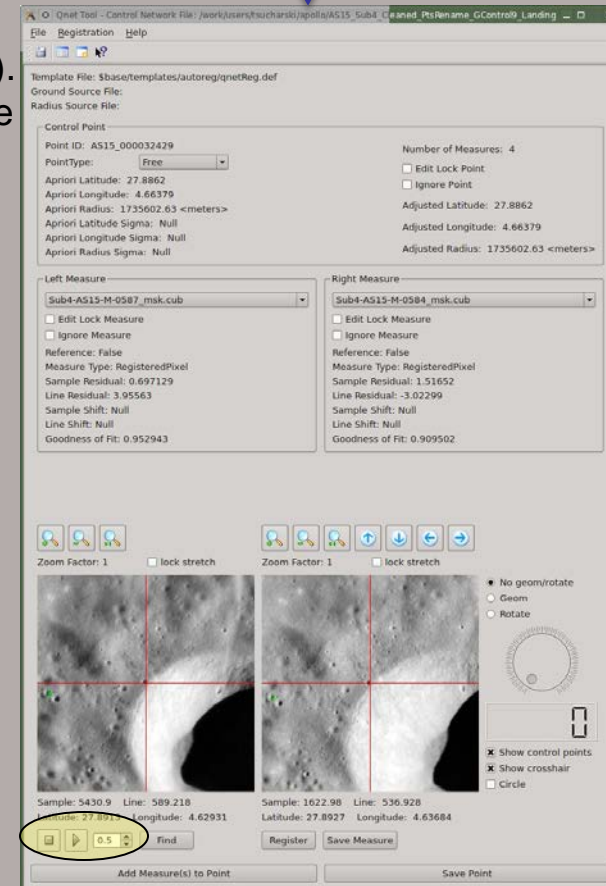 Qnet Tool - Control Network File: /work/users/tsucharski/apollo/AS15_Sub4_Cleaned_PtsRename_GControl9_Landing
File Registration Help
).
e
Template File: $base/templates/autoreg/qnetReg.def
Ground Source File:
Radius Source File:
Control Point
Point ID: AS15_000032429
PointType: Free
Apriori Latitude: 27.8862
Apriori Longitude: 4.66379
Apriori Radius: 1735602.63 <meters>
Apriori Latitude Sigma: Null
Apriori Longitude Sigma: Null
Apriori Radius Sigma: Null
Number of Measures: 4
Edit Lock Point
Ignore Point
Adjusted Latitude: 27.8862
Adjusted Longitude: 4.66379
Adjusted Radius: 1735602.63 <meters>
Left Measure
Sub4-AS15-M-0587_msk.cub
Edit Lock Measure
Ignore Measure
Reference: False
Measure Type: RegisteredPixel
Sample Residual: 0.697129
Line Residual: 3.95563
Sample Shift: Null
Line Shift: Null
Goodness of Fit: 0.952943
Right Measure
Sub4-AS15-M-0584_msk.cub
Edit Lock Measure
Ignore Measure
Reference: False
Measure Type: RegisteredPixel
Sample Residual: 1.51652
Line Residual: -3.02299
Sample Shift: Null
Line Shift: Null
Goodness of Fit: 0.909502
Zoom Factor: 1 lock stretch
Zoom Factor: 1 lock stretch
No geom/rotate
Geom
Rotate
0
Show control points
Show crosshair
Circle
Sample: 5430.9 Line: 589.218
Latitude: 27.8915 Longitude: 4.62931
Sample: 1622.98 Line: 536.928
Latitude: 27.8927 Longitude: 4.63684
0.5 Find
Register Save Measure
Add Measure(s) to Point
Save Point